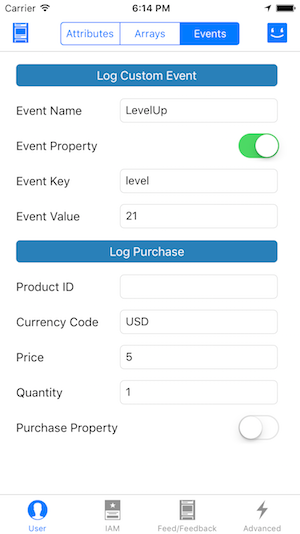 Carrier 6:14 PM
Attributes Arrays Events
Log Custom Event
Event Name LevelUp
Event Property
Event Key level
Event Value 21
Log Purchase
Product ID
Currency Code USD
Price 5
Quantity 1
Purchase Property
User IAM Feed/Feedback Advanced